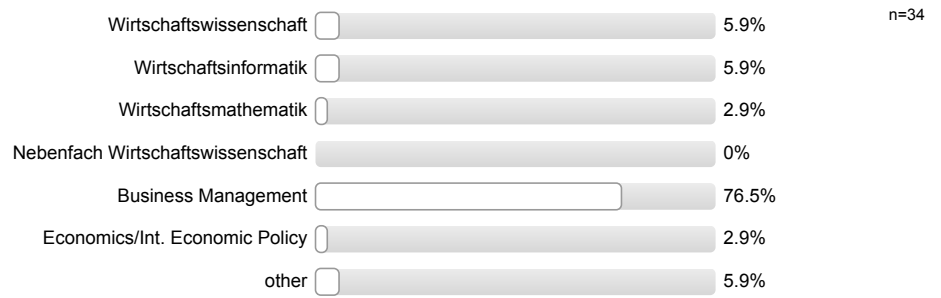 Wirtschaftswissenschaft 5.9% n=34
Wirtschaftsinformatik 5.9%
Wirtschaftsmathematik 2.9%
Nebenfach Wirtschaftswissenschaft 0%
Business Management 76.5%
Economics/Int. Economic Policy 2.9%
other 5.9%